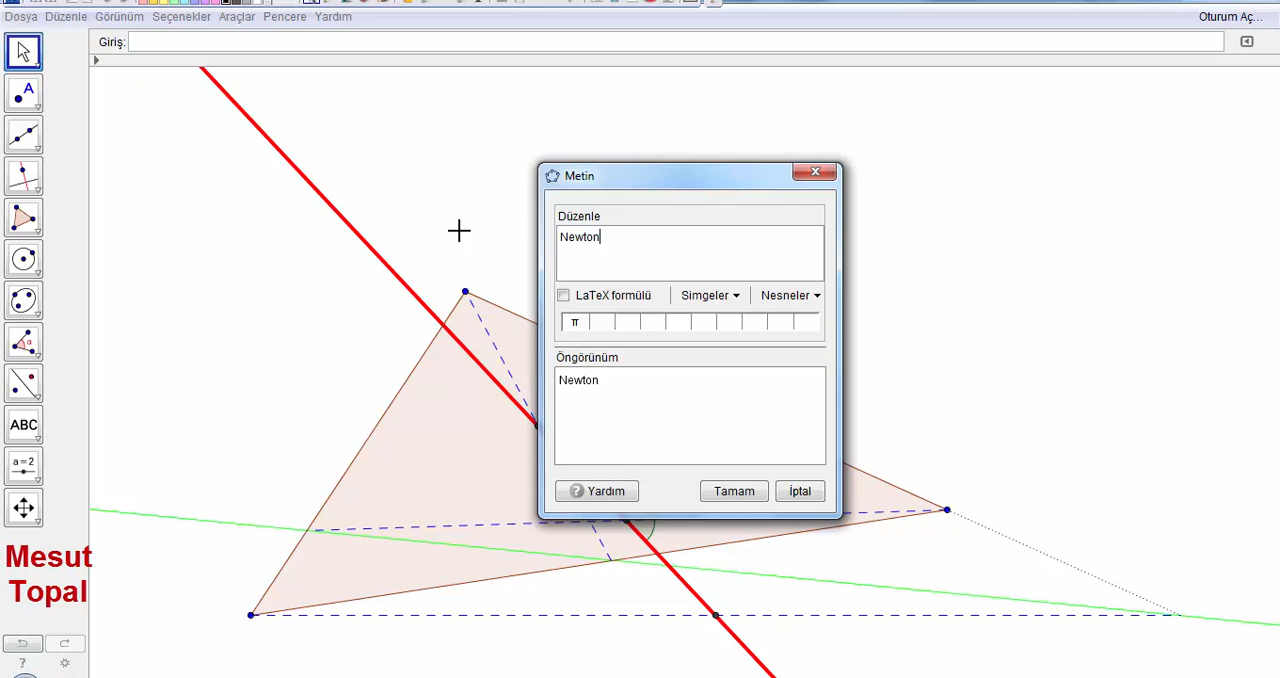 Dosya Düzenle Görünüm Seçenekler Araçlar Pencere Yardım
Oturum Aç...
Giriş:
A
α
ABC
a=2
Mesut
Topal
?
Metin
Düzenle
Newton
LaTeX formülü Simgeler Nesneler
π
Öngörünüm
Newton
? Yardım Tamam İptal